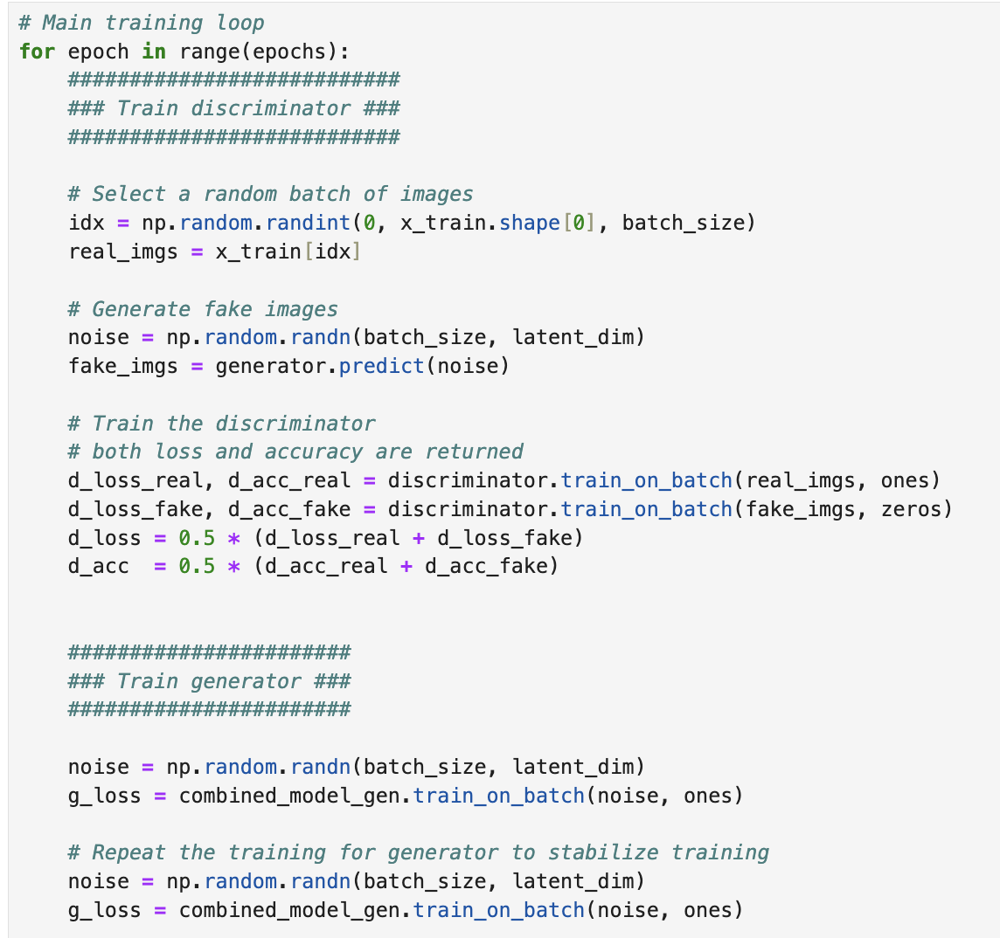 # Main training loop
for epoch in range(epochs):
    ###########################
    ### Train discriminator ###
    ###########################
    # Select a random batch of images
    idx = np.random.randint(0, x_train.shape[0], batch_size)
    real_imgs = x_train[idx]
    # Generate fake images
    noise = np.random.randn(batch_size, latent_dim)
    fake_imgs = generator.predict(noise)
    # Train the discriminator
    # both loss and accuracy are returned
    d_loss_real, d_acc_real = discriminator.train_on_batch(real_imgs, ones)
    d_loss_fake, d_acc_fake = discriminator.train_on_batch(fake_imgs, zeros)
    d_loss = 0.5 * (d_loss_real + d_loss_fake)
    d_acc  = 0.5 * (d_acc_real + d_acc_fake)
    #######################
    ### Train generator ###
    #######################
    noise = np.random.randn(batch_size, latent_dim)
    g_loss = combined_model_gen.train_on_batch(noise, ones)
    # Repeat the training for generator to stabilize training
    noise = np.random.randn(batch_size, latent_dim)
    g_loss = combined_model_gen.train_on_batch(noise, ones)